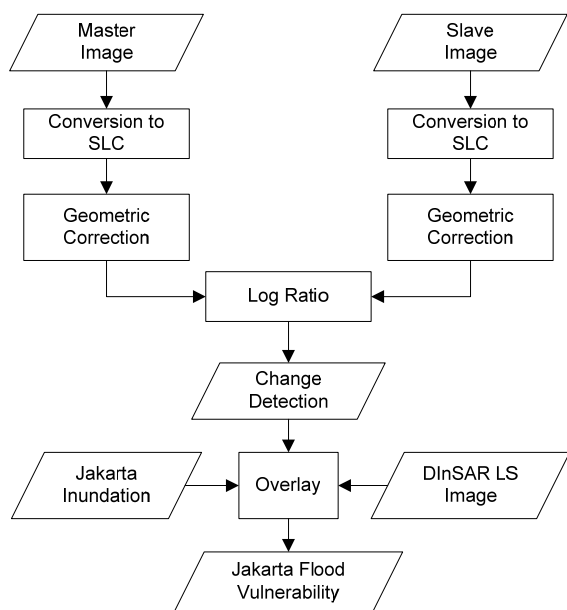 Master
Image
Slave
Image
Conversion to
SLC
Conversion to
SLC
Geometric
Correction
Geometric
Correction
Log Ratio
Change
Detection
Jakarta
Inundation
Overlay
DInSAR LS
Image
Jakarta Flood
Vulnerability